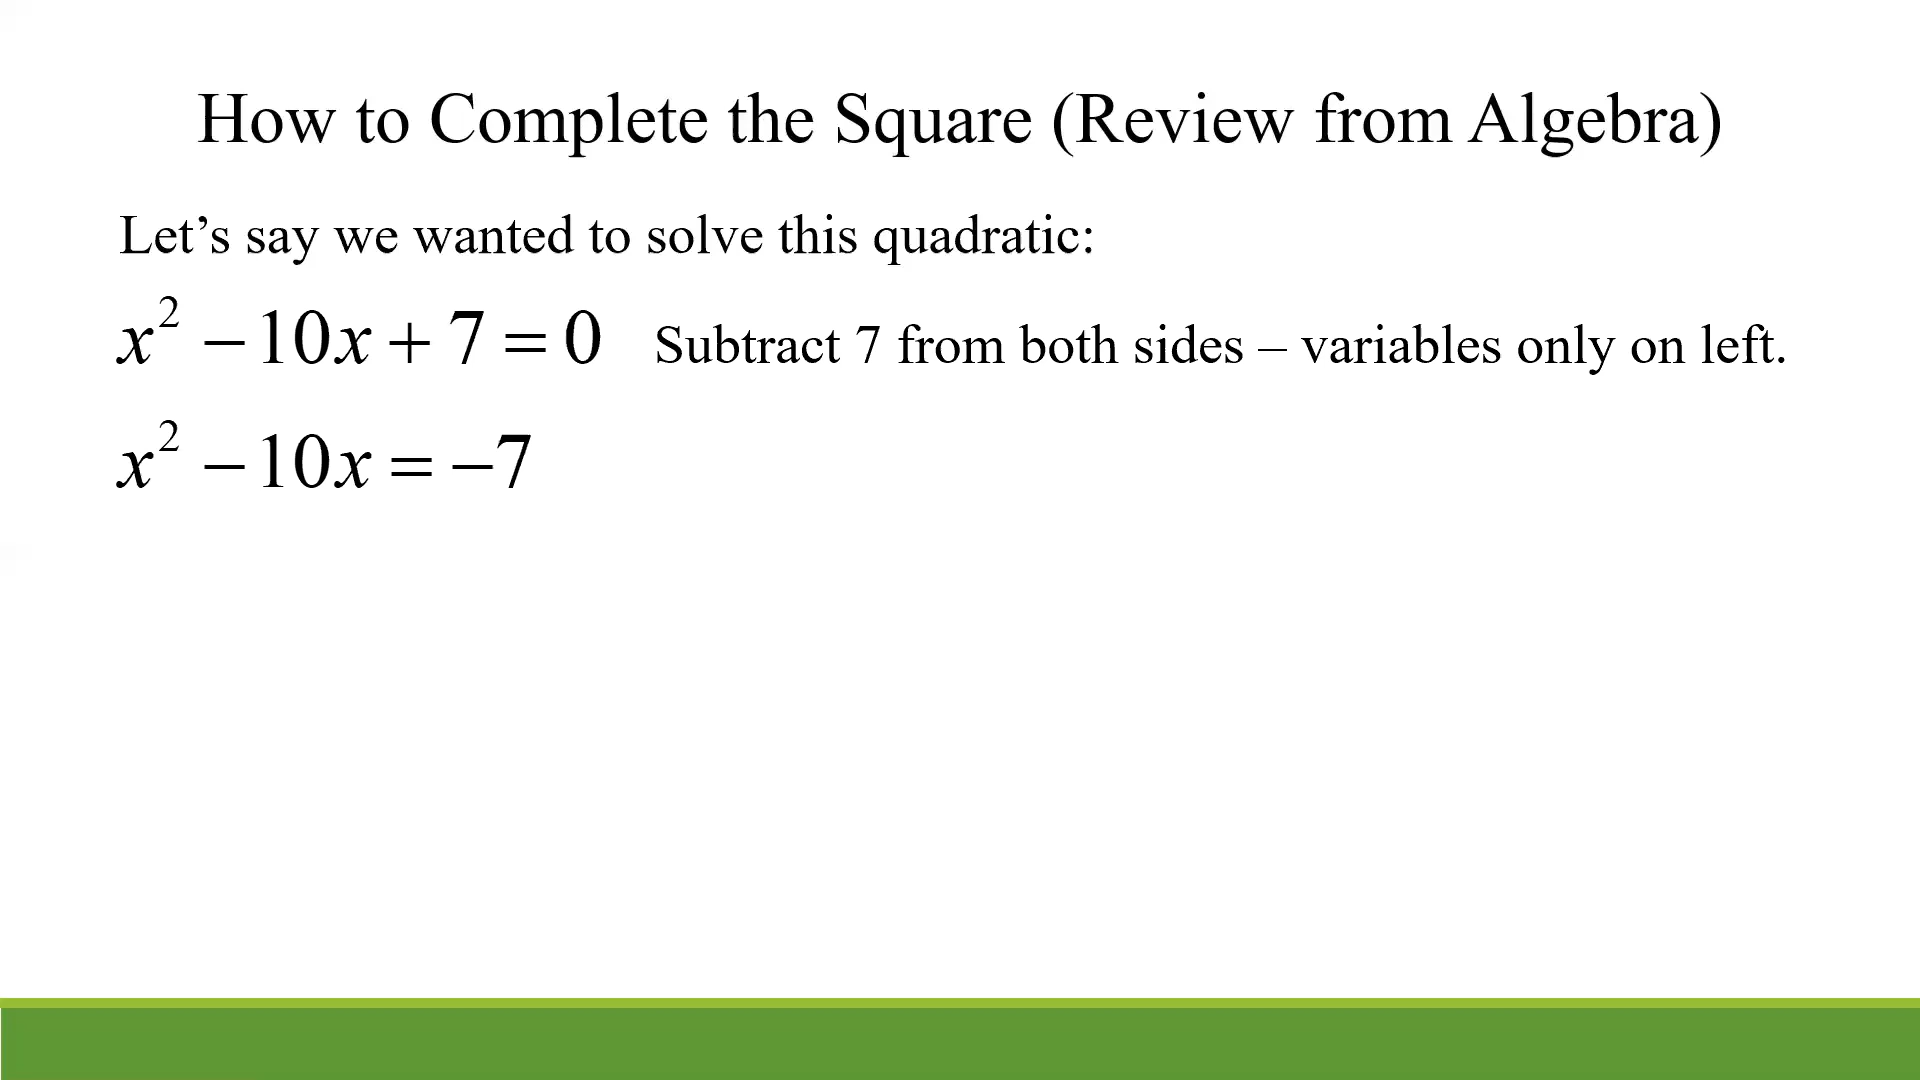 How to Complete the Square (Review from Algebra)
Let’s say we wanted to solve this quadratic:
x² − 10x + 7 = 0 Subtract 7 from both sides – variables only on left.
x² − 10x = −7